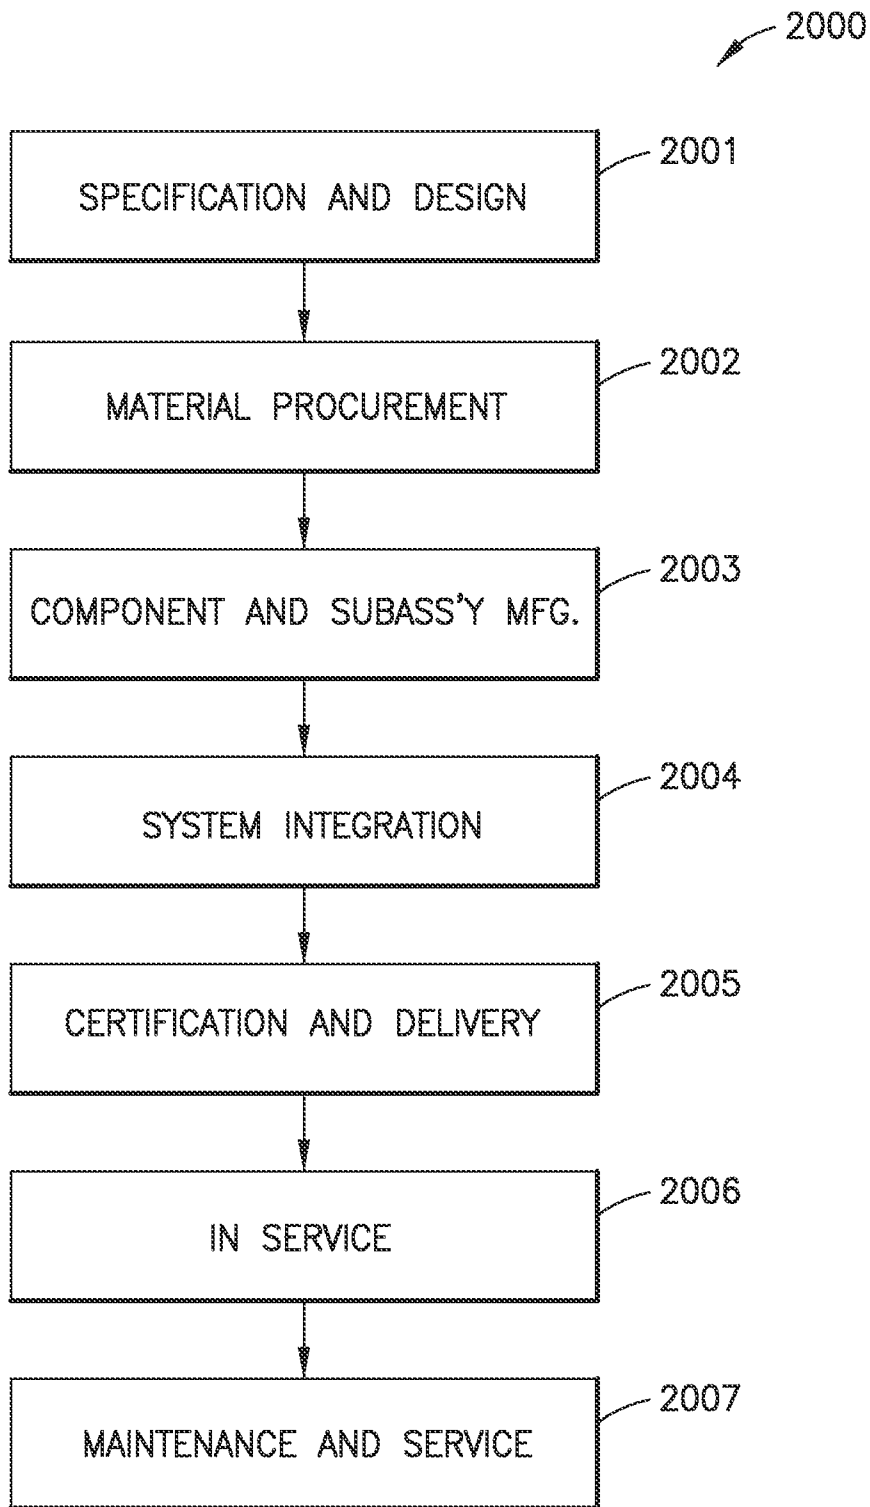 2000
2001
SPECIFICATION AND DESIGN
2002
MATERIAL PROCUREMENT
2003
COMPONENT AND SUBASS'Y MFG.
2004
SYSTEM INTEGRATION
2005
CERTIFICATION AND DELIVERY
2006
IN SERVICE
2007
MAINTENANCE AND SERVICE